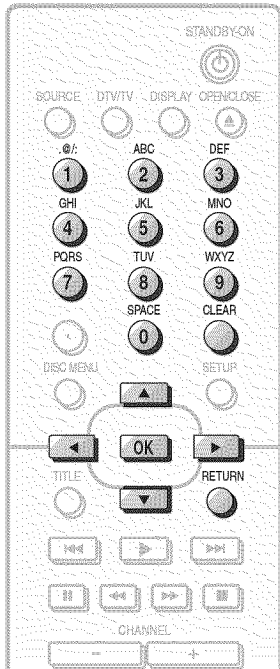 STANDBY-ON
SOURCE DTV/TV DISPLAY OPEN/CLOSE
.@/: ABC DEF
1 2 3
GHI JKL MNO
4 5 6
PQRS TUV WXYZ
7 8 9
SPACE CLEAR
0
DISC MENU SETUP
OK
TITLE RETURN
CHANNEL
- +